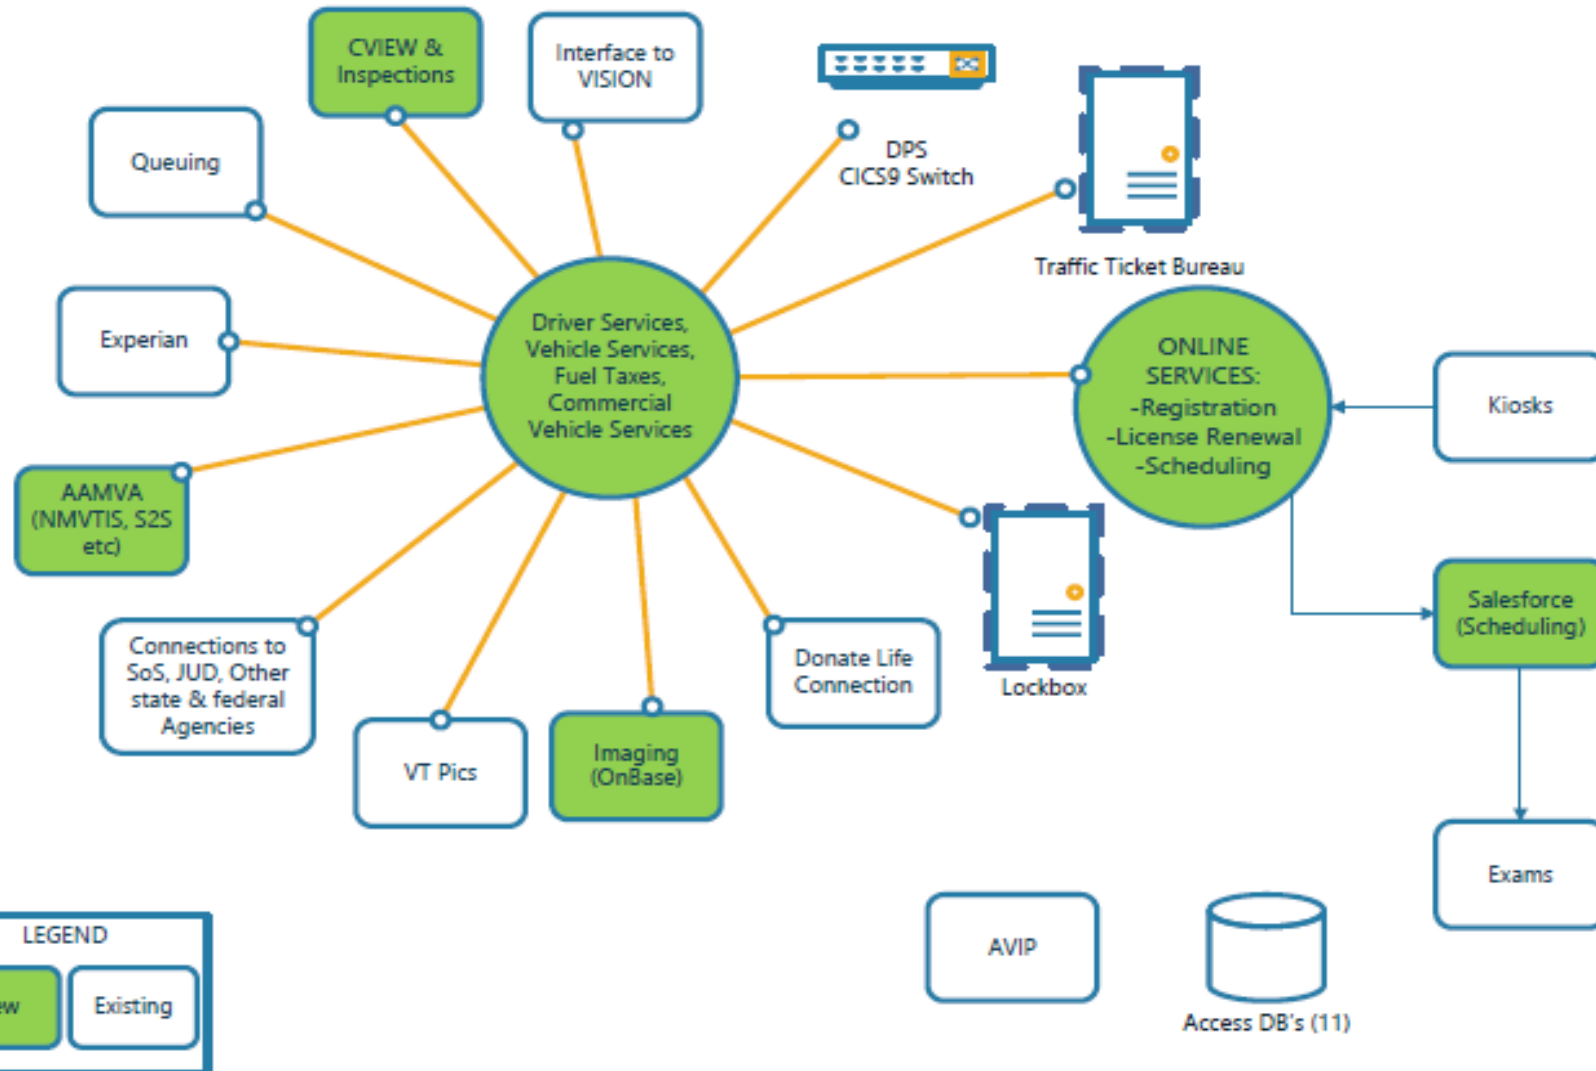 CVIEW &
Inspections
Interface to
VISION
DPS
CICS9 Switch
Queuing
Traffic Ticket Bureau
Experian
Driver Services,
Vehicle Services,
Fuel Taxes,
Commercial
Vehicle Services
ONLINE
SERVICES:
-Registration
-License Renewal
-Scheduling
Kiosks
AAMVA
(NMVTIS, S2S
etc)
Salesforce
(Scheduling)
Connections to
SoS, JUD, Other
state & federal
Agencies
Donate Life
Connection
Lockbox
VT Pics
Imaging
(OnBase)
Exams
AVIP
Access DB's (11)
LEGEND
Existing